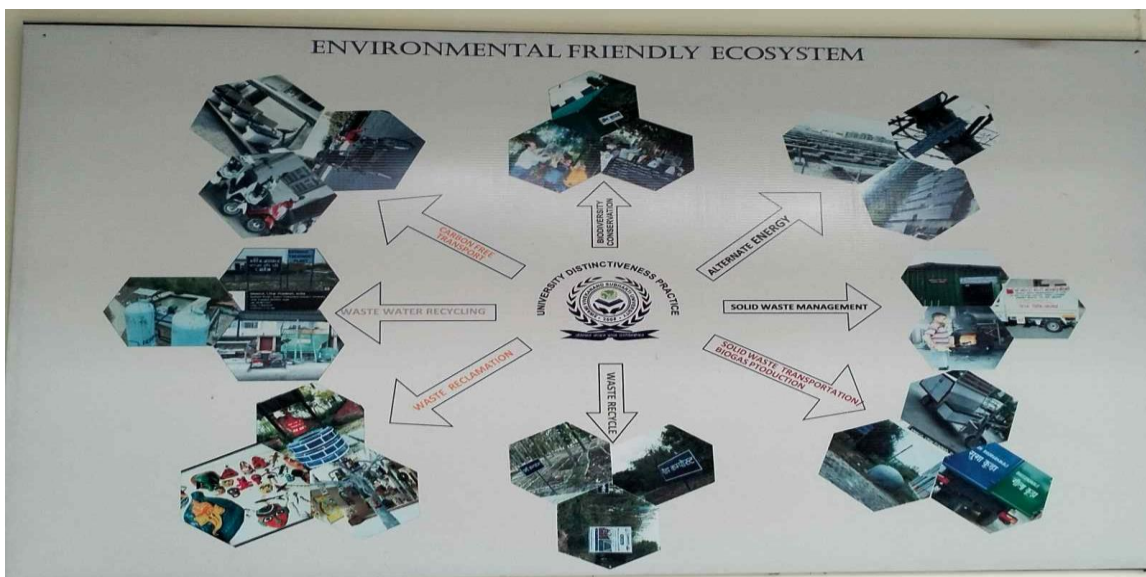 ENVIRONMENTAL FRIENDLY ECOSYSTEM
CARBON FREE
TRANSPORT
BIODIVERSITY
CONSERVATION
ALTERNATE ENERGY
UNIVERSITY DISTINCTIVENESS PRACTICE
WASTE WATER RECYCLING
SOLID WASTE MANAGEMENT
WASTE RECLAMATION
WASTE RECYCLE
SOLID WASTE TRANSPORTATION,
BIOGAS PTODUCTION
सूखा कूड़ा
गीला कूड़ा